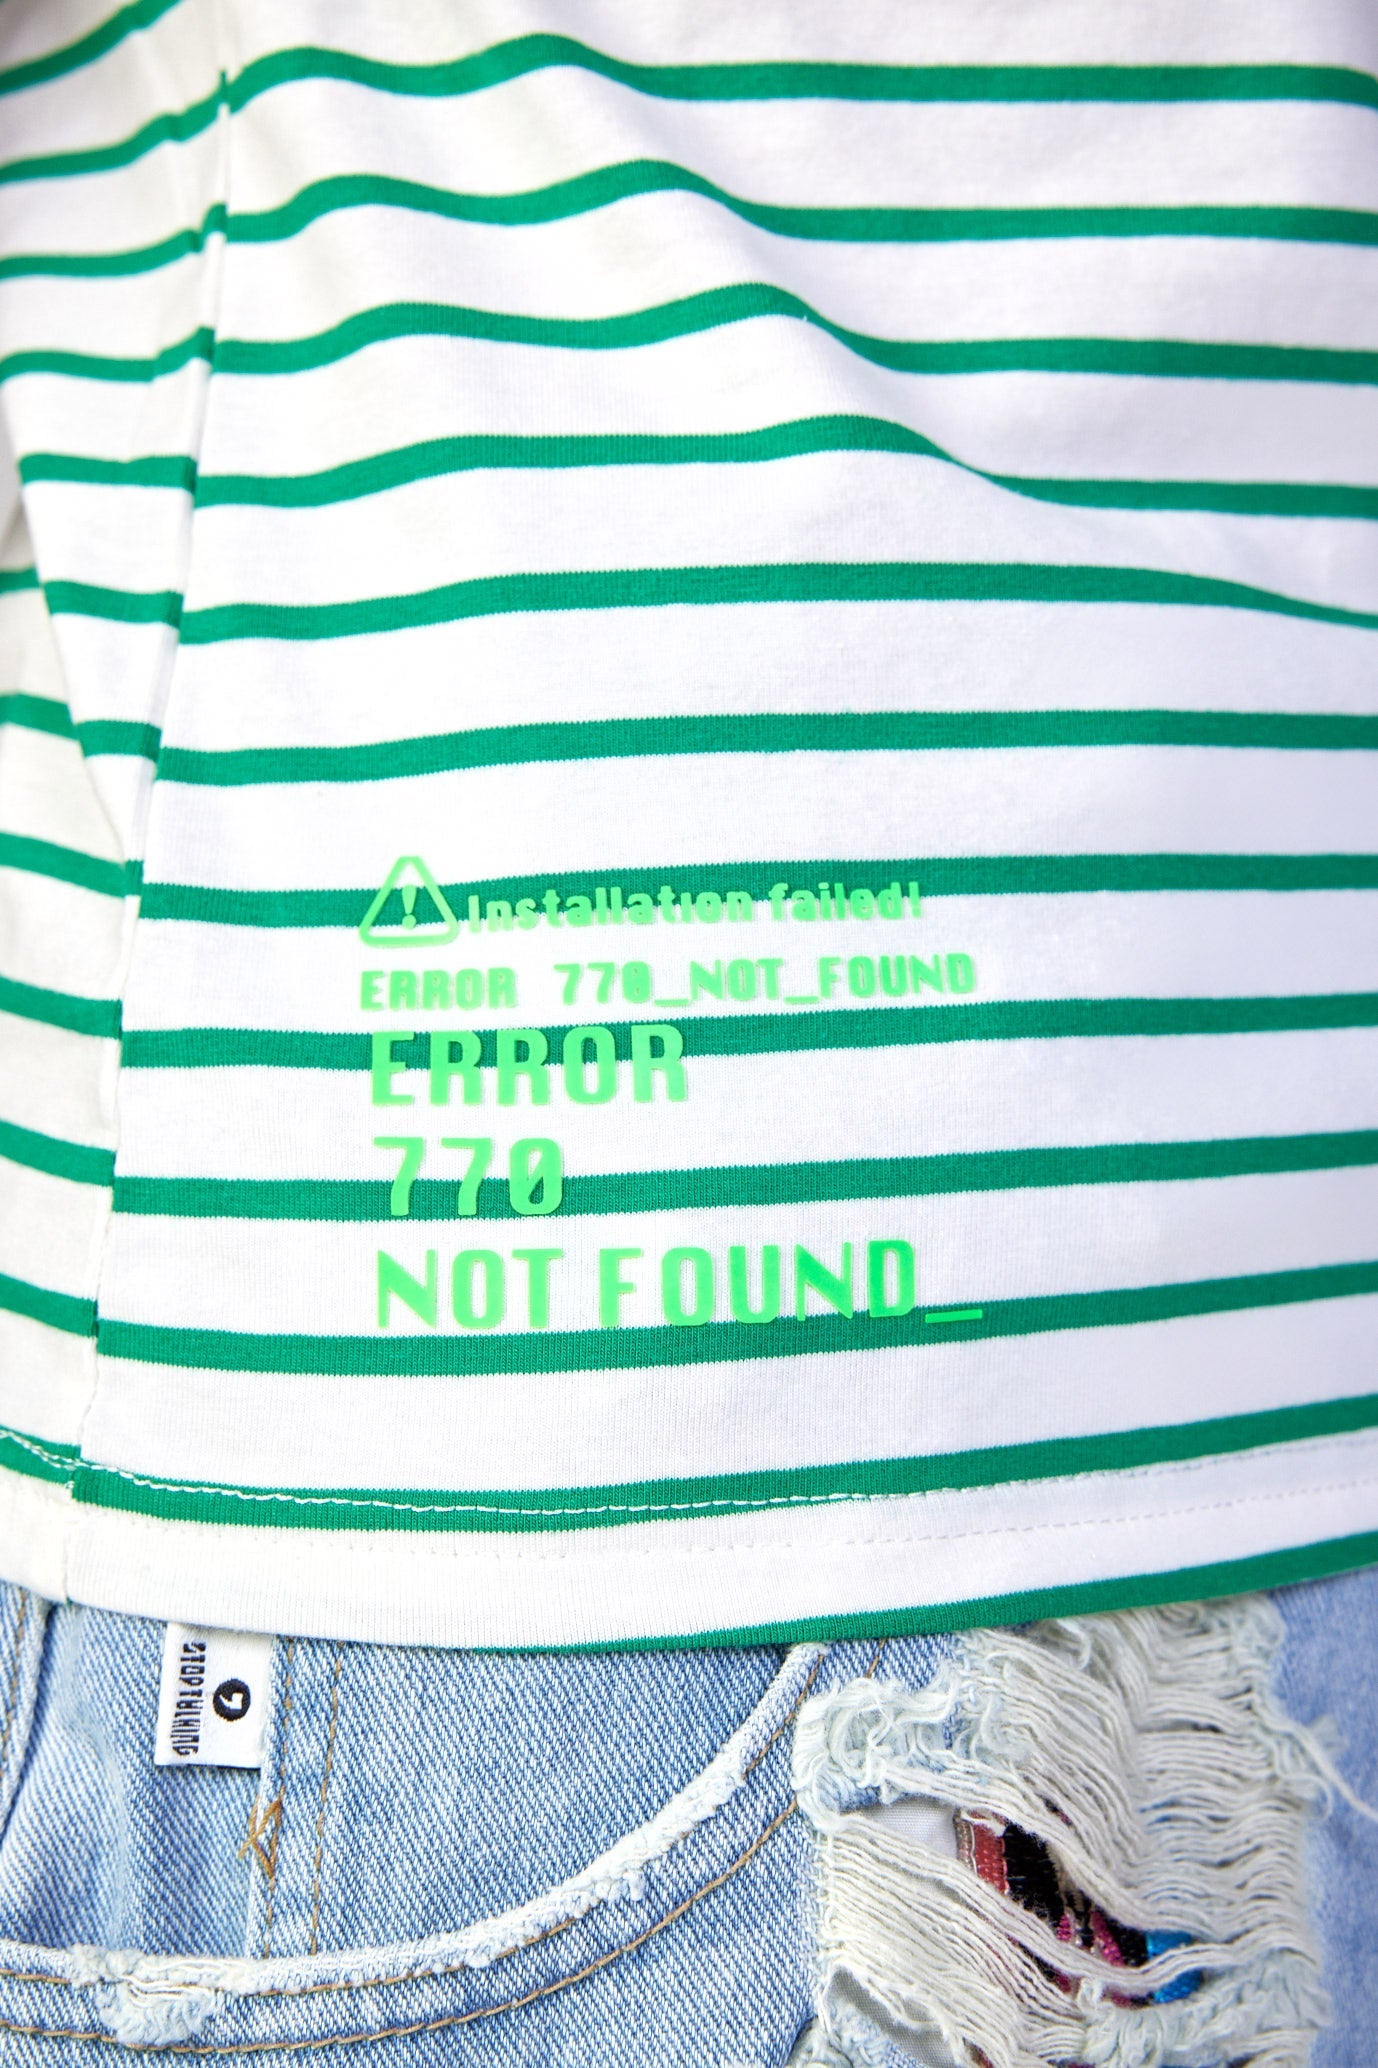 Installation failed!
ERROR 770_NOT_FOUND
ERROR
770
NOT FOUND_